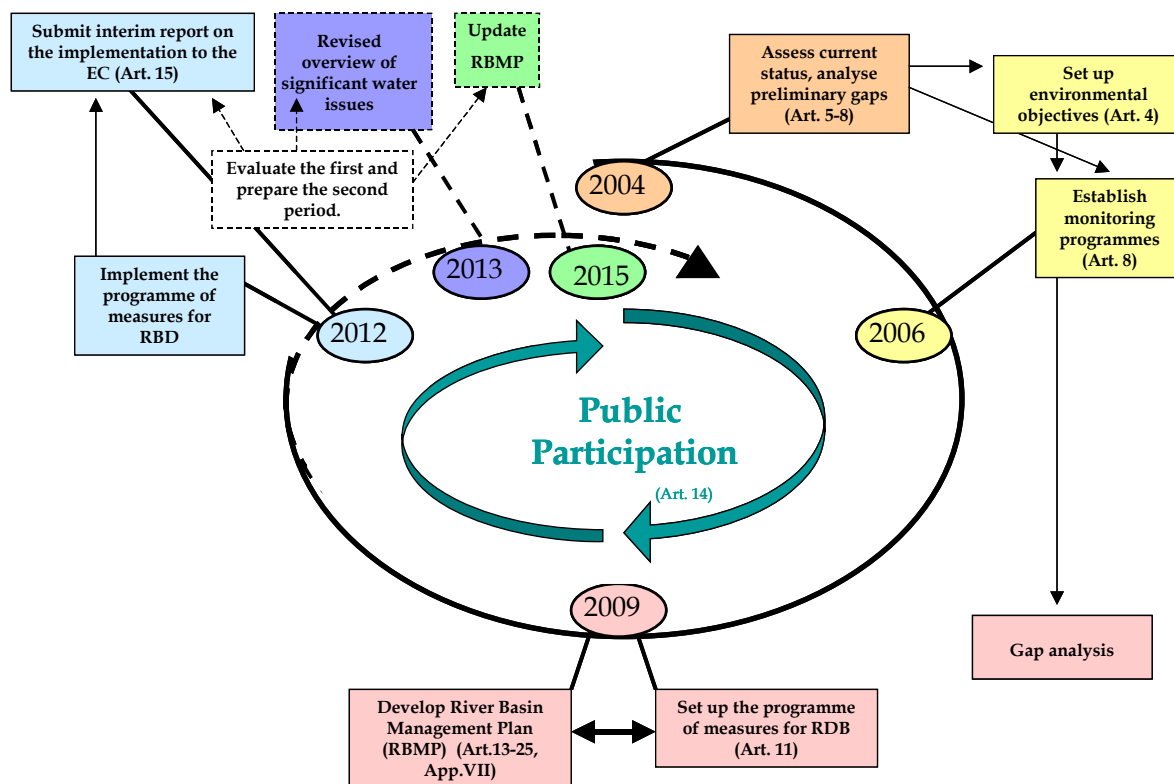 Submit interim report on
the implementation to the
EC (Art. 15)
Revised
overview of
significant water
issues
Update
RBMP
Assess current
status, analyse
preliminary gaps
(Art. 5-8)
Set up
environmental
objectives (Art. 4)
Evaluate the first and
prepare the second
period.
2004
Establish
monitoring
programmes
(Art. 8)
Implement the
programme of
measures for
RBD
2013
2015
2012
2006
Public
Participation
(Art. 14)
2009
Gap analysis
Develop River Basin
Management Plan
(RBMP)  (Art.13-25,
App.VII)
Set up the programme
of measures for RDB
(Art. 11)